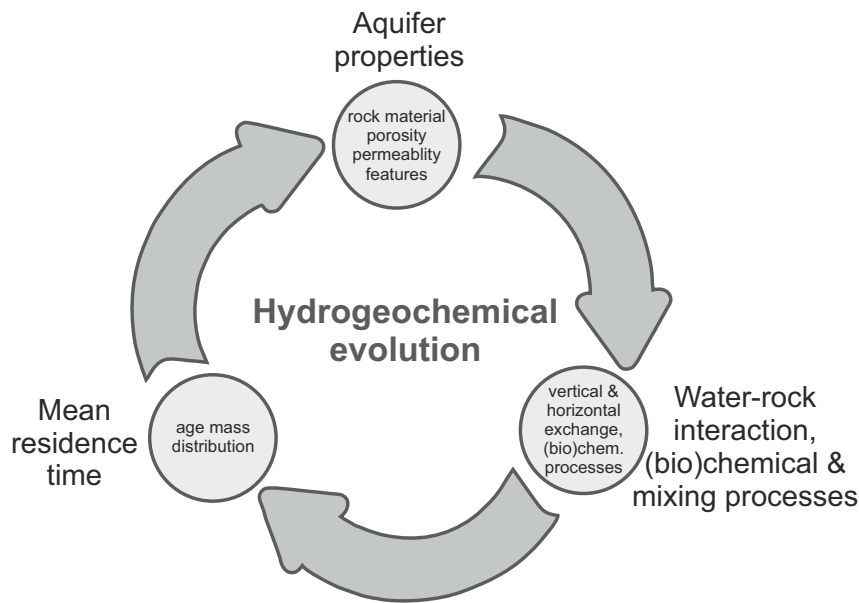 Aquifer
properties
rock material
porosity
permeablity
features
Hydrogeochemical
evolution
vertical &
horizontal
exchange,
(bio)chem.
processes
Water-rock
interaction,
(bio)chemical &
mixing processes
Mean
residence
time
age mass
distribution